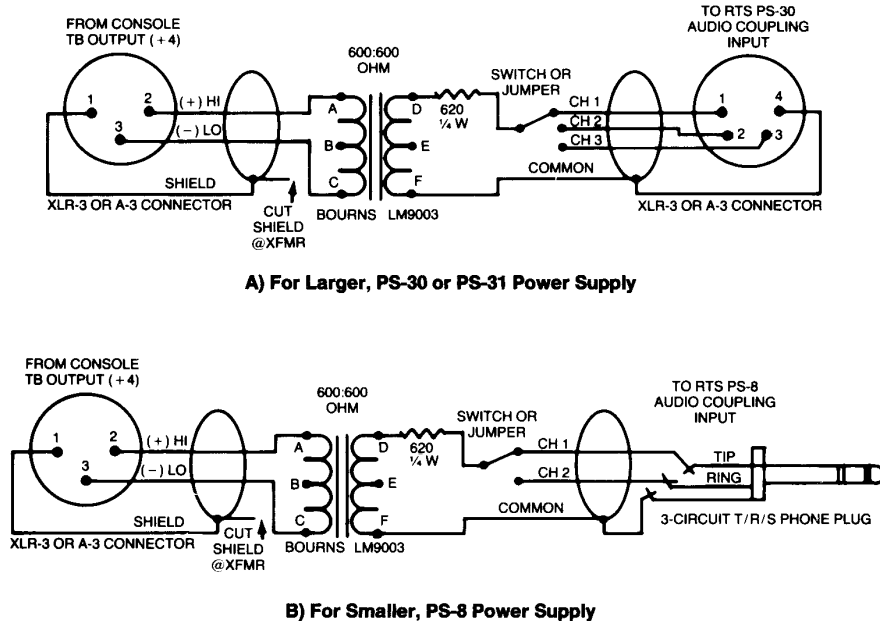 FROM CONSOLE
TB OUTPUT (+4)
TO RTS PS-30
AUDIO COUPLING
INPUT
600:600
OHM
SWITCH OR
JUMPER
1
2
3
(+) HI
(−) LO
A
B
C
D
E
F
620
¼ W
CH 1
CH 2
CH 3
1
4
2
3
SHIELD
COMMON
XLR-3 OR A-3 CONNECTOR
CUT
SHIELD
@XFMR
BOURNS
LM9003
XLR-3 OR A-3 CONNECTOR
A) For Larger, PS-30 or PS-31 Power Supply
FROM CONSOLE
TB OUTPUT (+4)
TO RTS PS-8
AUDIO COUPLING
INPUT
600:600
OHM
SWITCH OR
JUMPER
1
2
3
(+) HI
(−) LO
A
B
C
D
E
F
620
¼ W
CH 1
CH 2
TIP
RING
SHIELD
COMMON
3-CIRCUIT T/R/S PHONE PLUG
XLR-3 OR A-3 CONNECTOR
CUT
SHIELD
@XFMR
BOURNS
LM9003
B) For Smaller, PS-8 Power Supply